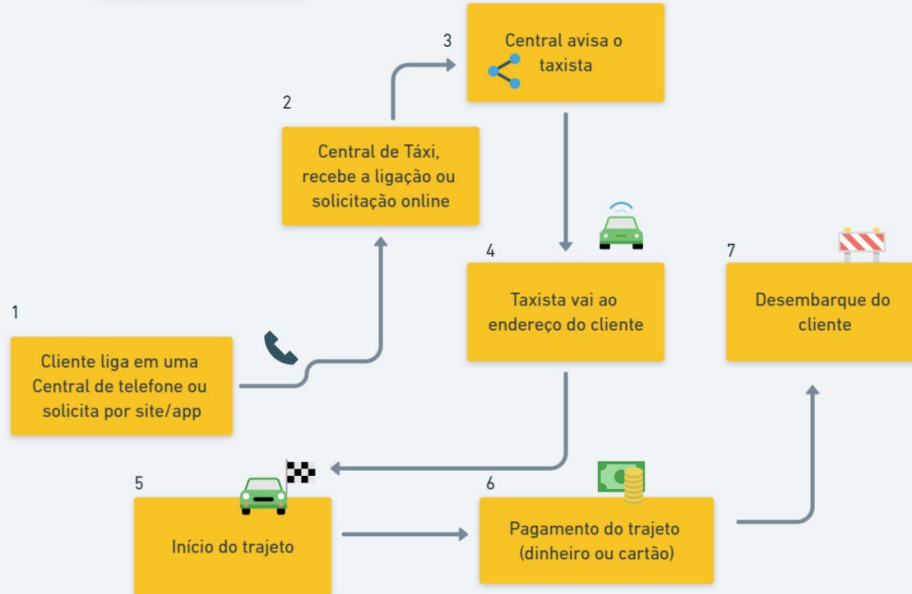 1
Cliente liga em uma
Central de telefone ou
solicita por site/app
2
Central de Táxi,
recebe a ligação ou
solicitação online
3
Central avisa o
taxista
4
Taxista vai ao
endereço do cliente
5
Início do trajeto
6
Pagamento do trajeto
(dinheiro ou cartão)
7
Desembarque do
cliente